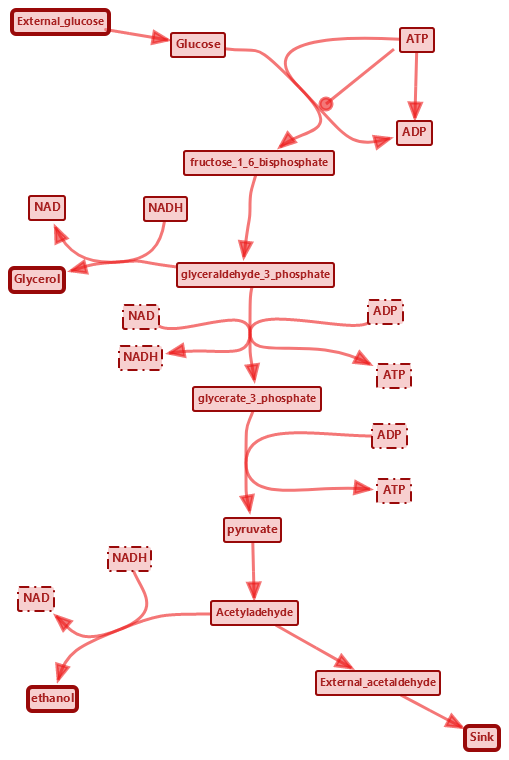 External_glucose
Glucose
ATP
ADP
fructose_1_6_bisphosphate
NAD
NADH
glyceraldehyde_3_phosphate
Glycerol
NAD
ADP
NADH
ATP
glycerate_3_phosphate
ADP
ATP
pyruvate
NADH
NAD
Acetyladehyde
External_acetaldehyde
ethanol
Sink